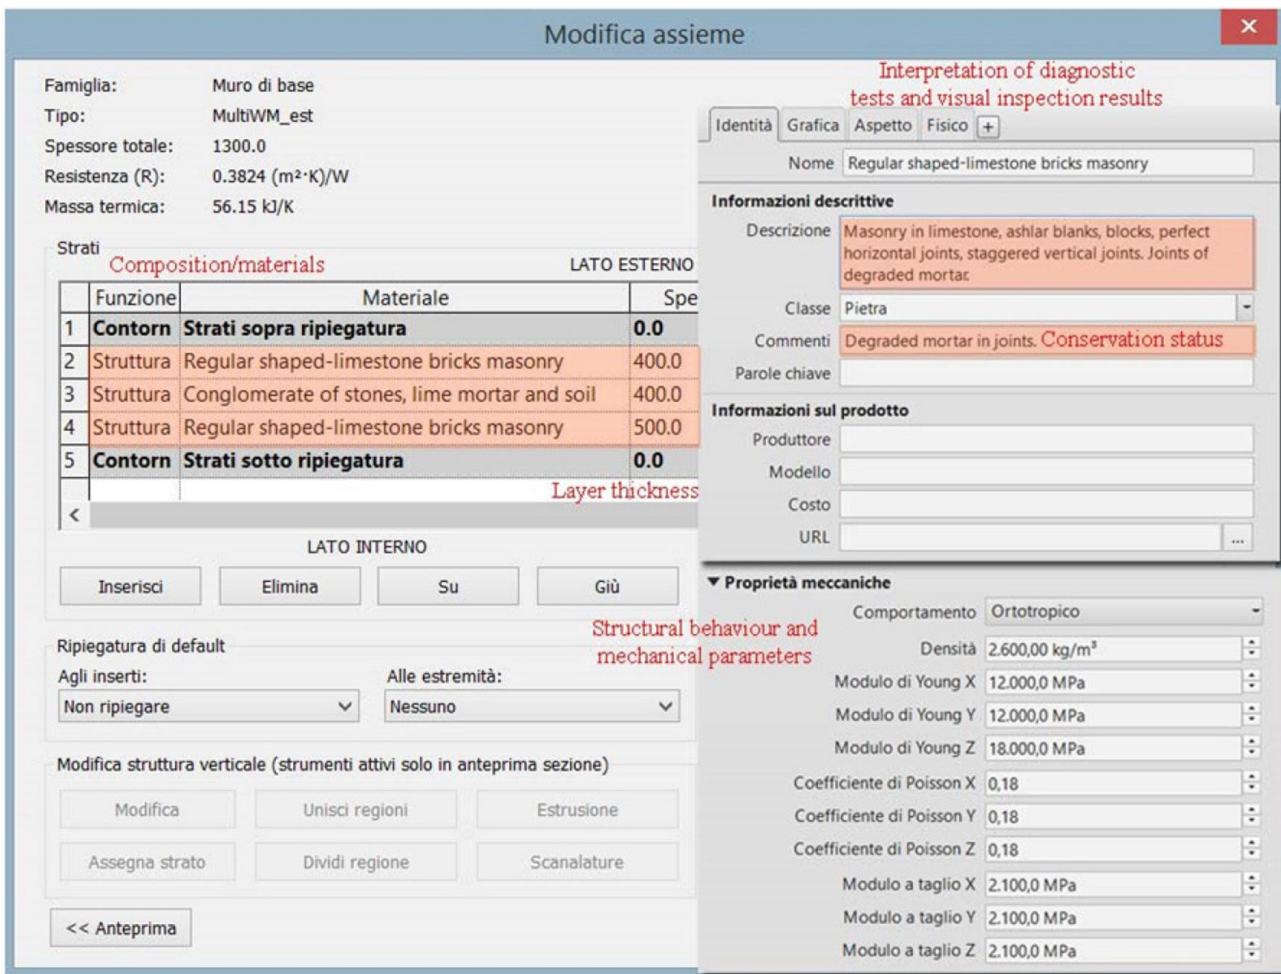 Modifica assieme
Famiglia: Muro di base
Tipo: MultiWM_est
Spessore totale: 1300.0
Resistenza (R): 0.3824 (m²·K)/W
Massa termica: 56.15 kJ/K
Strati
Composition/materials
LATO ESTERNO
Funzione Materiale Spe
1 Contorn Strati sopra ripiegatura 0.0
2 Struttura Regular shaped-limestone bricks masonry 400.0
3 Struttura Conglomerate of stones, lime mortar and soil 400.0
4 Struttura Regular shaped-limestone bricks masonry 500.0
5 Contorn Strati sotto ripiegatura 0.0
Layer thickness
<
LATO INTERNO
Inserisci Elimina Su Giù
Ripiegatura di default
Agli inserti: Alle estremità:
Non ripiegare Nessuno
Modifica struttura verticale (strumenti attivi solo in anteprima sezione)
Modifica Unisci regioni Estrusione
Assegna strato Dividi regione Scanalature
<< Anteprima
Interpretation of diagnostic
tests and visual inspection results
Identità Grafica Aspetto Fisico +
Nome Regular shaped-limestone bricks masonry
Informazioni descrittive
Descrizione Masonry in limestone, ashlar blanks, blocks, perfect
horizontal joints, staggered vertical joints. Joints of
degraded mortar.
Classe Pietra
Commenti Degraded mortar in joints. Conservation status
Parole chiave
Informazioni sul prodotto
Produttore
Modello
Costo
URL ...
Proprietà meccaniche
Structural behaviour and
mechanical parameters
Comportamento Ortotropico
Densità 2.600,00 kg/m³
Modulo di Young X 12.000,0 MPa
Modulo di Young Y 12.000,0 MPa
Modulo di Young Z 18.000,0 MPa
Coefficiente di Poisson X 0,18
Coefficiente di Poisson Y 0,18
Coefficiente di Poisson Z 0,18
Modulo a taglio X 2.100,0 MPa
Modulo a taglio Y 2.100,0 MPa
Modulo a taglio Z 2.100,0 MPa